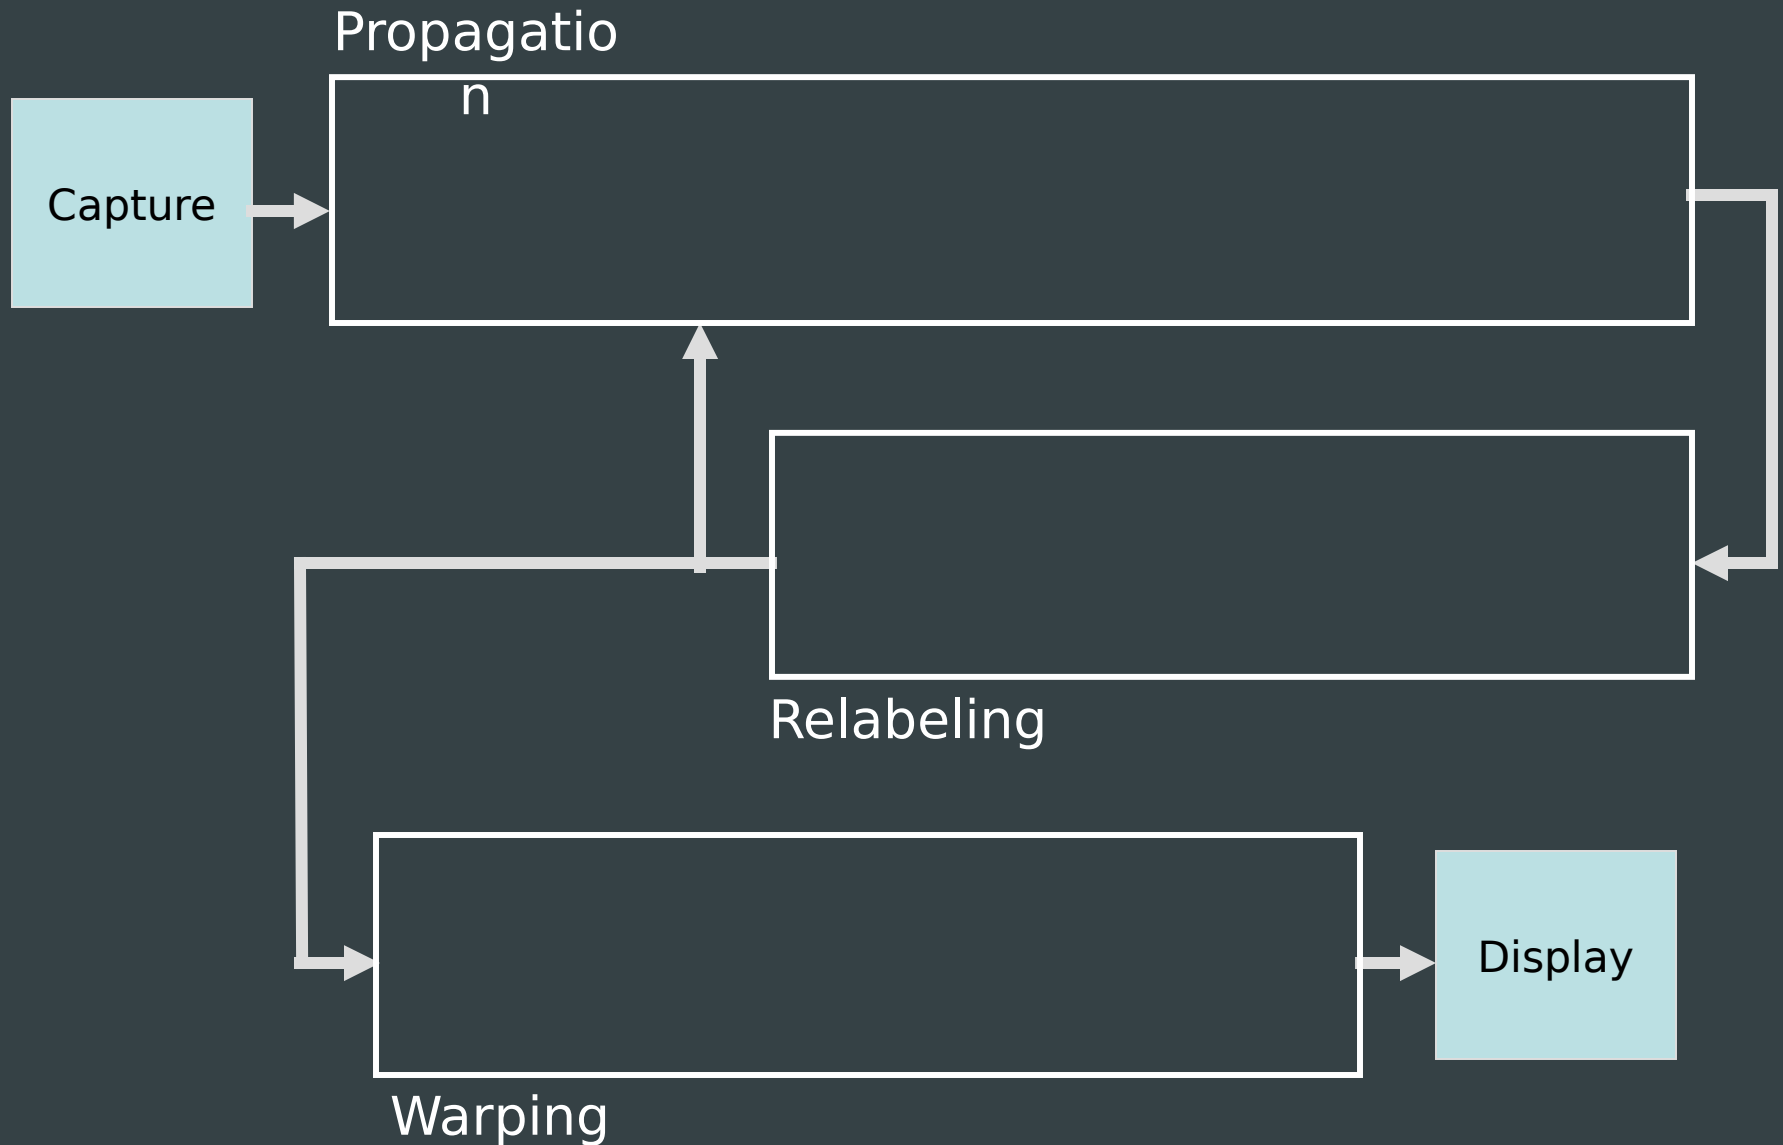 Propagatio
n
Capture
Relabeling
Display
Warping